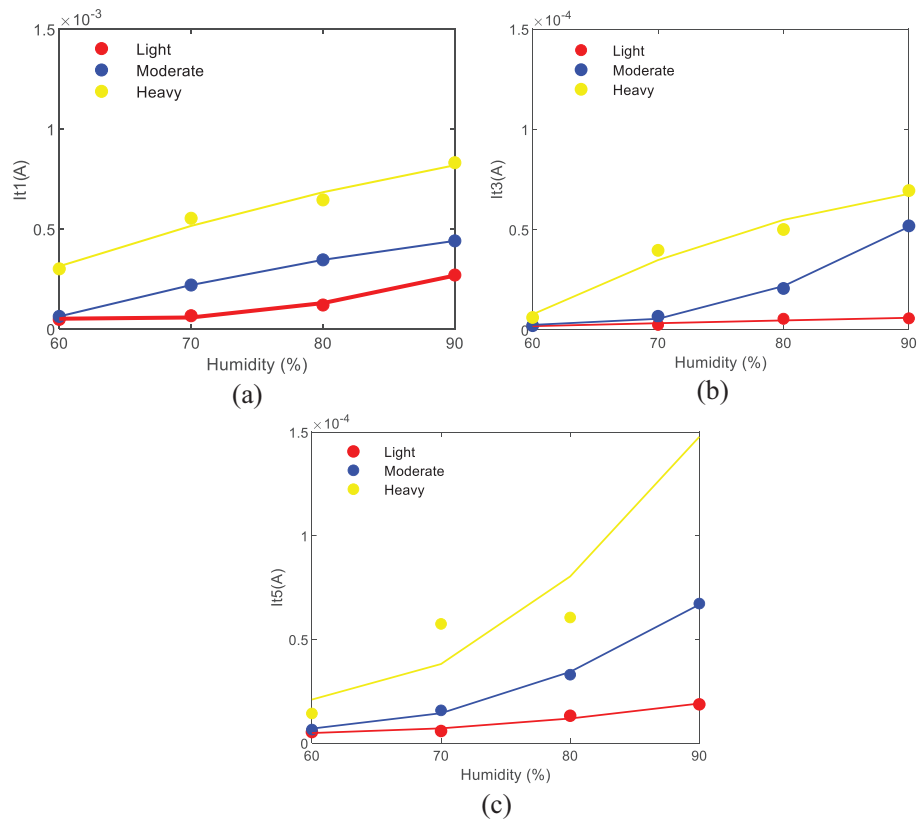 ×10⁻³
1.5
Light
Moderate
Heavy
1
It1(A)
0.5
0
60
70
80
90
Humidity (%)
(a)
×10⁻⁴
1.5
Light
Moderate
Heavy
1
It3(A)
0.5
0
60
70
80
90
Humidity (%)
(b)
×10⁻⁴
1.5
Light
Moderate
Heavy
1
It5(A)
0.5
0
60
70
80
90
Humidity (%)
(c)